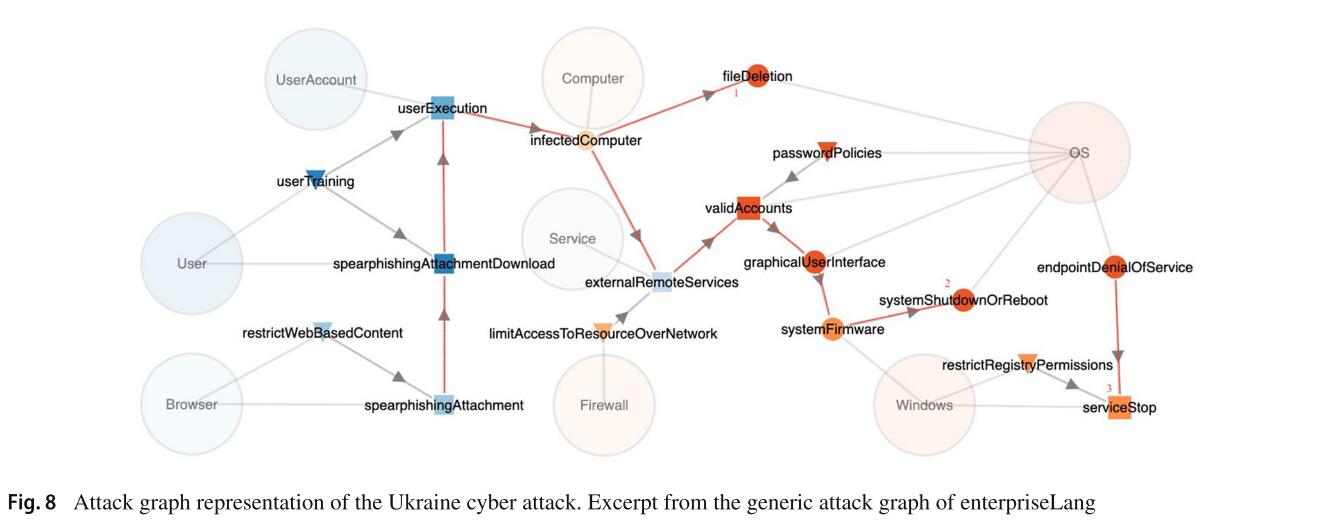 fileDeletion
1
UserAccount
Computer
userExecution
infectedComputer
passwordPolicies
OS
userTraining
validAccounts
Service
User
spearphishingAttachmentDownload
graphicalUserInterface
endpointDenialOfService
externalRemoteServices
2
systemShutdownOrReboot
restrictWebBasedContent
limitAccessToResourceOverNetwork
systemFirmware
restrictRegistryPermissions
3
Browser
spearphishingAttachment
Firewall
Windows
serviceStop
Fig. 8 Attack graph representation of the Ukraine cyber attack. Excerpt from the generic attack graph of enterpriseLang